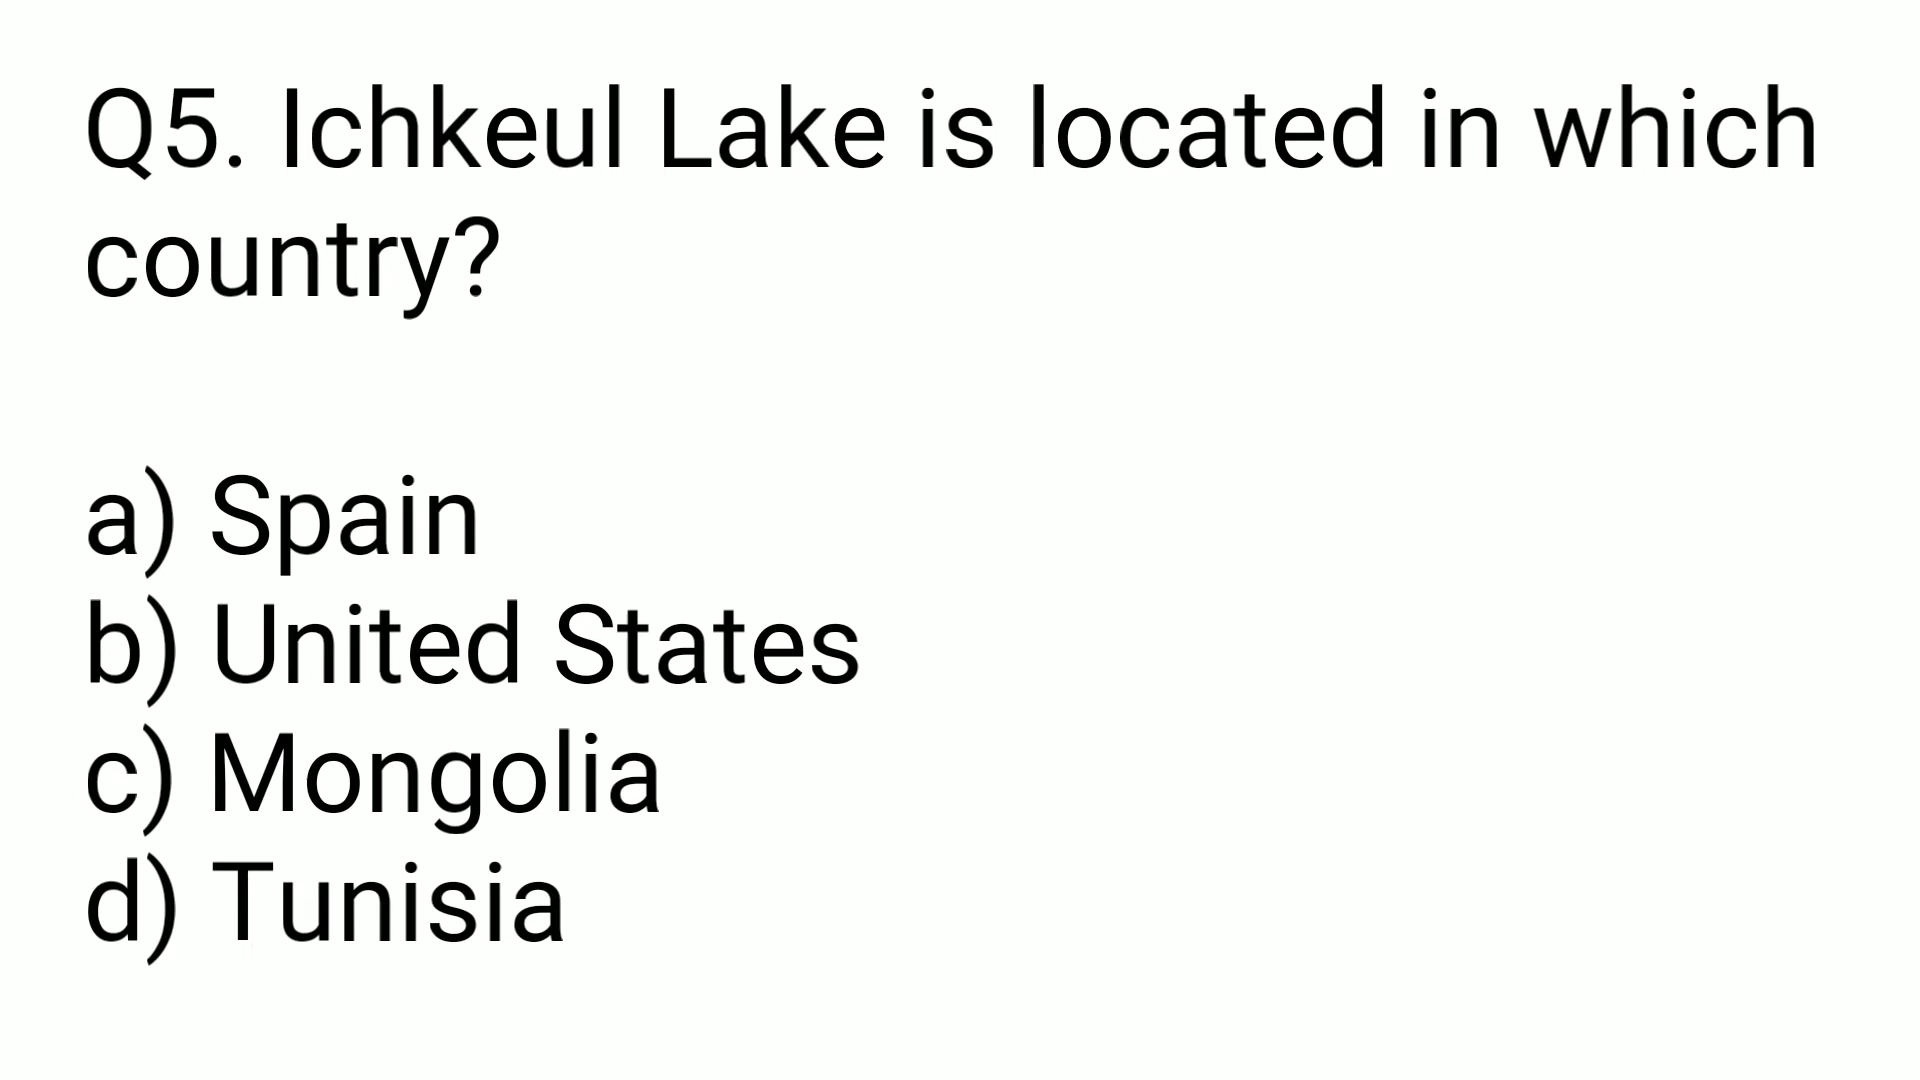 Q5. Ichkeul Lake is located in which
country?
a) Spain
b) United States
c) Mongolia
d) Tunisia